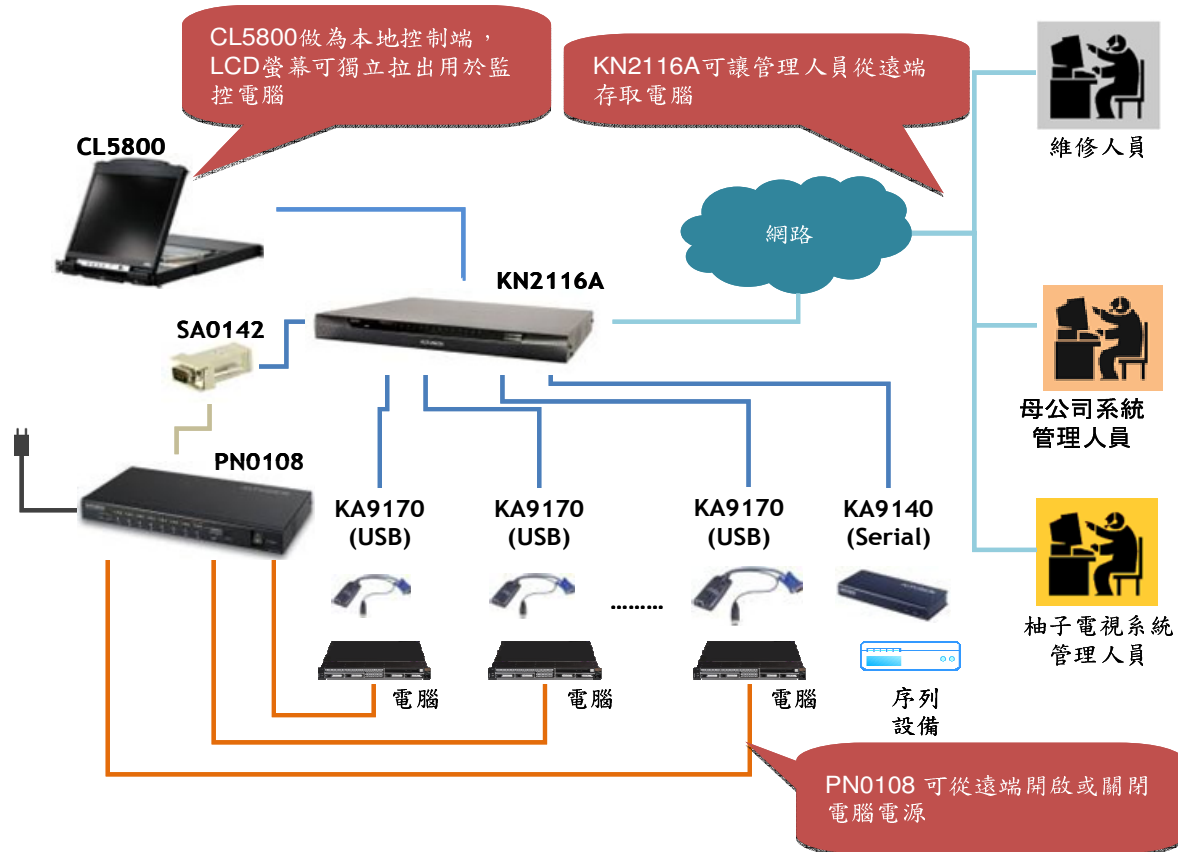 CL5800做為本地控制端，
LCD螢幕可獨立拉出用於監
控電腦
KN2116A可讓管理人員從遠端
存取電腦
維修人員
CL5800
網路
KN2116A
SA0142
母公司系統
管理人員
PN0108
KA9170
(USB)
KA9170
(USB)
KA9170
(USB)
KA9140
(Serial)
.........
柚子電視系統
管理人員
電腦
電腦
電腦
序列
設備
PN0108 可從遠端開啟或關閉
電腦電源